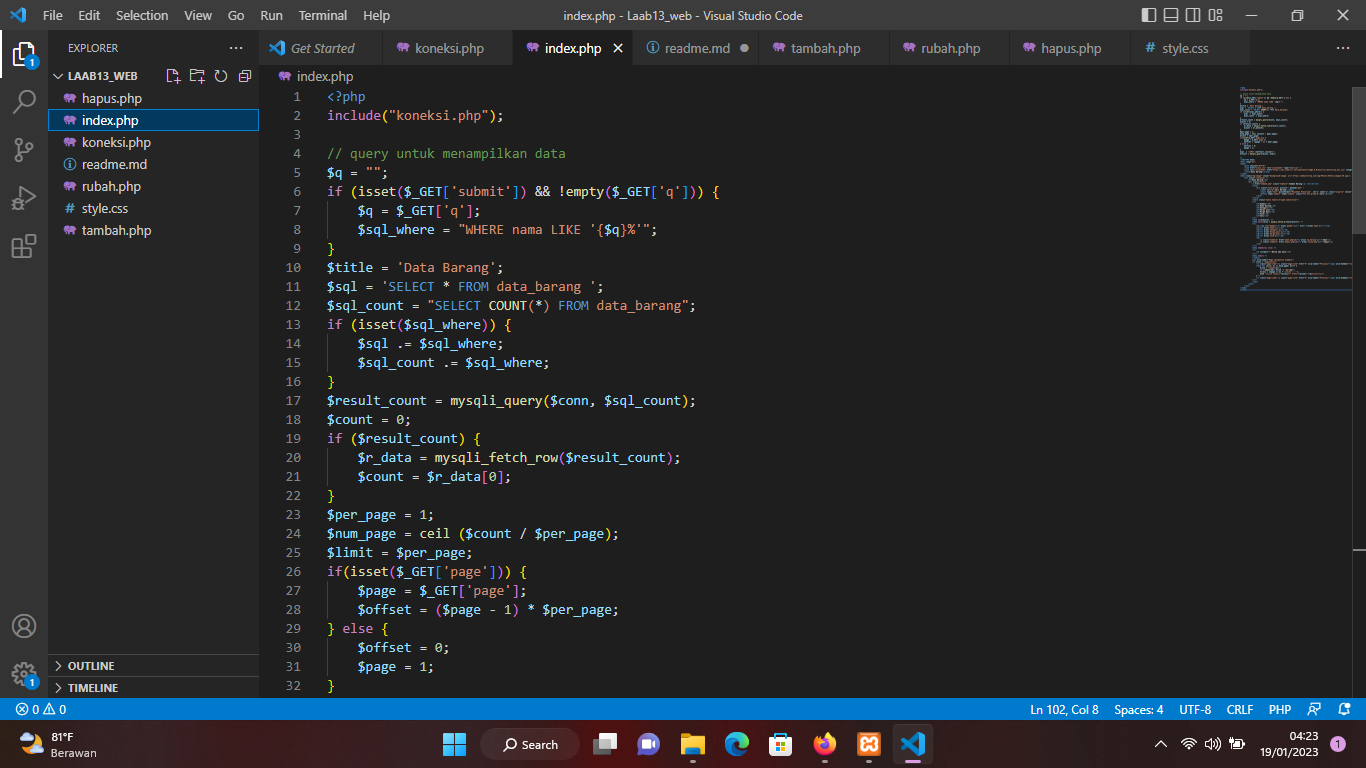 File Edit Selection View Go Run Terminal Help index.php - Laab13_web - Visual Studio Code
EXPLORER
Get Started koneksi.php index.php readme.md tambah.php rubah.php hapus.php # style.css
LAAB13_WEB
hapus.php
index.php
koneksi.php
readme.md
rubah.php
# style.css
tambah.php
OUTLINE
TIMELINE
1
1
index.php
1 <?php
2 include("koneksi.php");
3
4 // query untuk menampilkan data
5 $q = "";
6 if (isset($_GET['submit']) && !empty($_GET['q'])) {
7 $q = $_GET['q'];
8 $sql_where = "WHERE nama LIKE '{$q}%'";
9 }
10 $title = 'Data Barang';
11 $sql = 'SELECT * FROM data_barang ';
12 $sql_count = "SELECT COUNT(*) FROM data_barang";
13 if (isset($sql_where)) {
14 $sql .= $sql_where;
15 $sql_count .= $sql_where;
16 }
17 $result_count = mysqli_query($conn, $sql_count);
18 $count = 0;
19 if ($result_count) {
20 $r_data = mysqli_fetch_row($result_count);
21 $count = $r_data[0];
22 }
23 $per_page = 1;
24 $num_page = ceil ($count / $per_page);
25 $limit = $per_page;
26 if(isset($_GET['page'])) {
27 $page = $_GET['page'];
28 $offset = ($page - 1) * $per_page;
29 } else {
30 $offset = 0;
31 $page = 1;
32 }
0 0 Ln 102, Col 8 Spaces: 4 UTF-8 CRLF PHP
81°F
Berawan
Search
04:23
19/01/2023
1